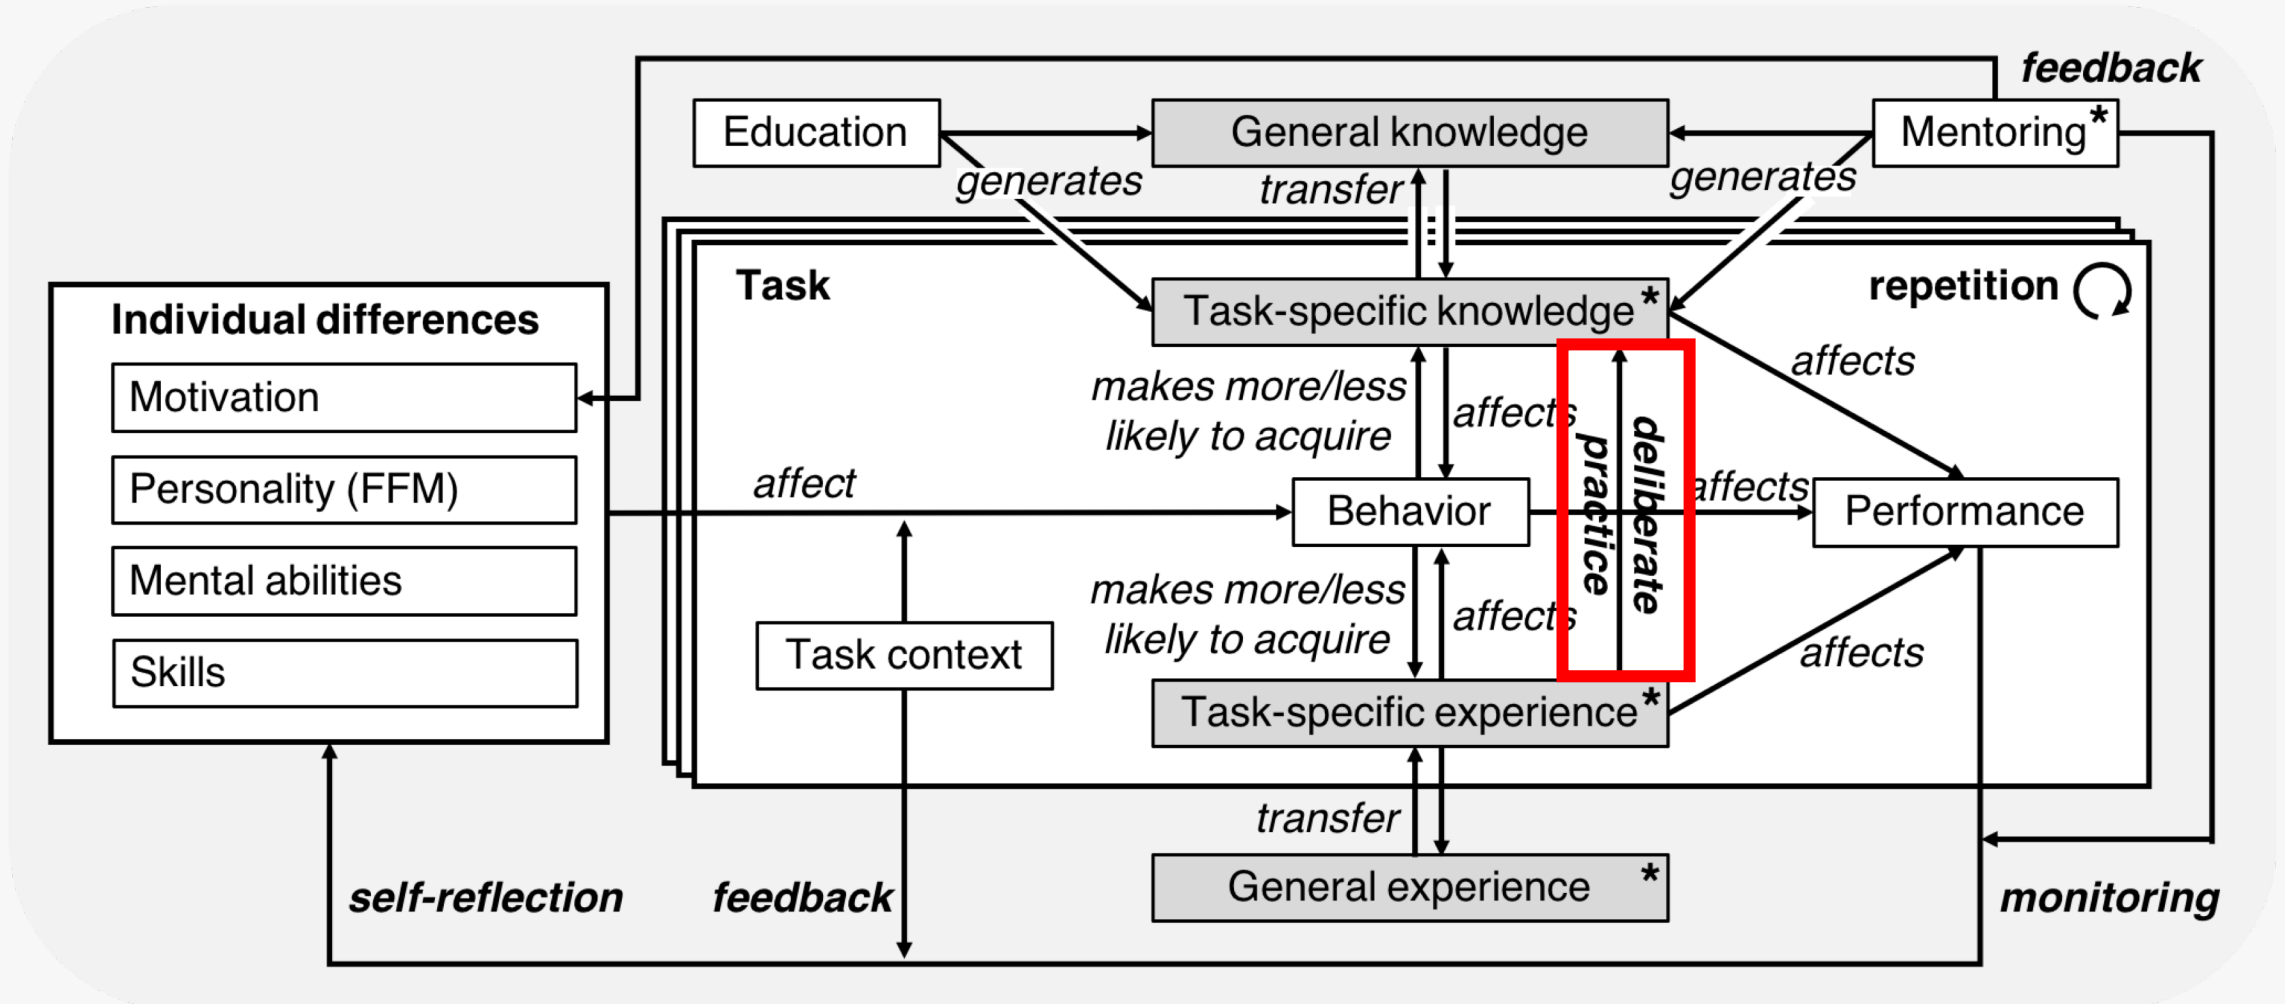 feedback
Education
General knowledge
Mentoring*
generates
transfer
generates
Task
repetition
Individual differences
Motivation
Personality (FFM)
Mental abilities
Skills
Task-specific knowledge*
makes more/less
likely to acquire
affects
affects
deliberate
practice
affect
Behavior
affects
Performance
makes more/less
likely to acquire
affects
affects
Task context
Task-specific experience*
transfer
General experience *
self-reflection
feedback
monitoring